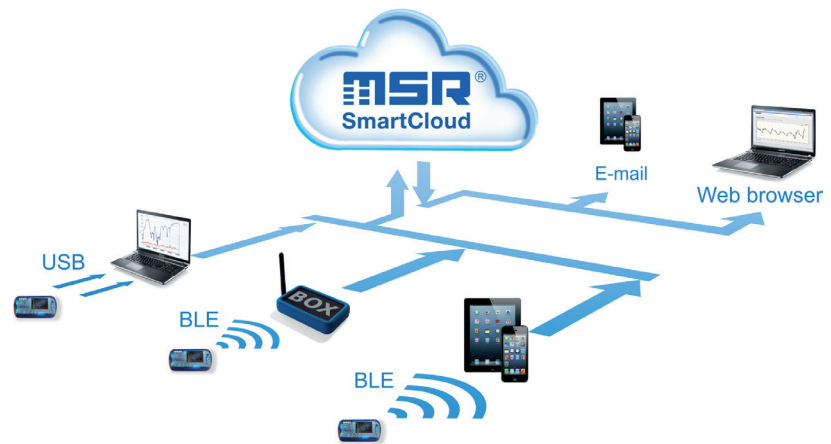 MSR®
SmartCloud
E-mail
Web browser
USB
BOX
BLE
BLE